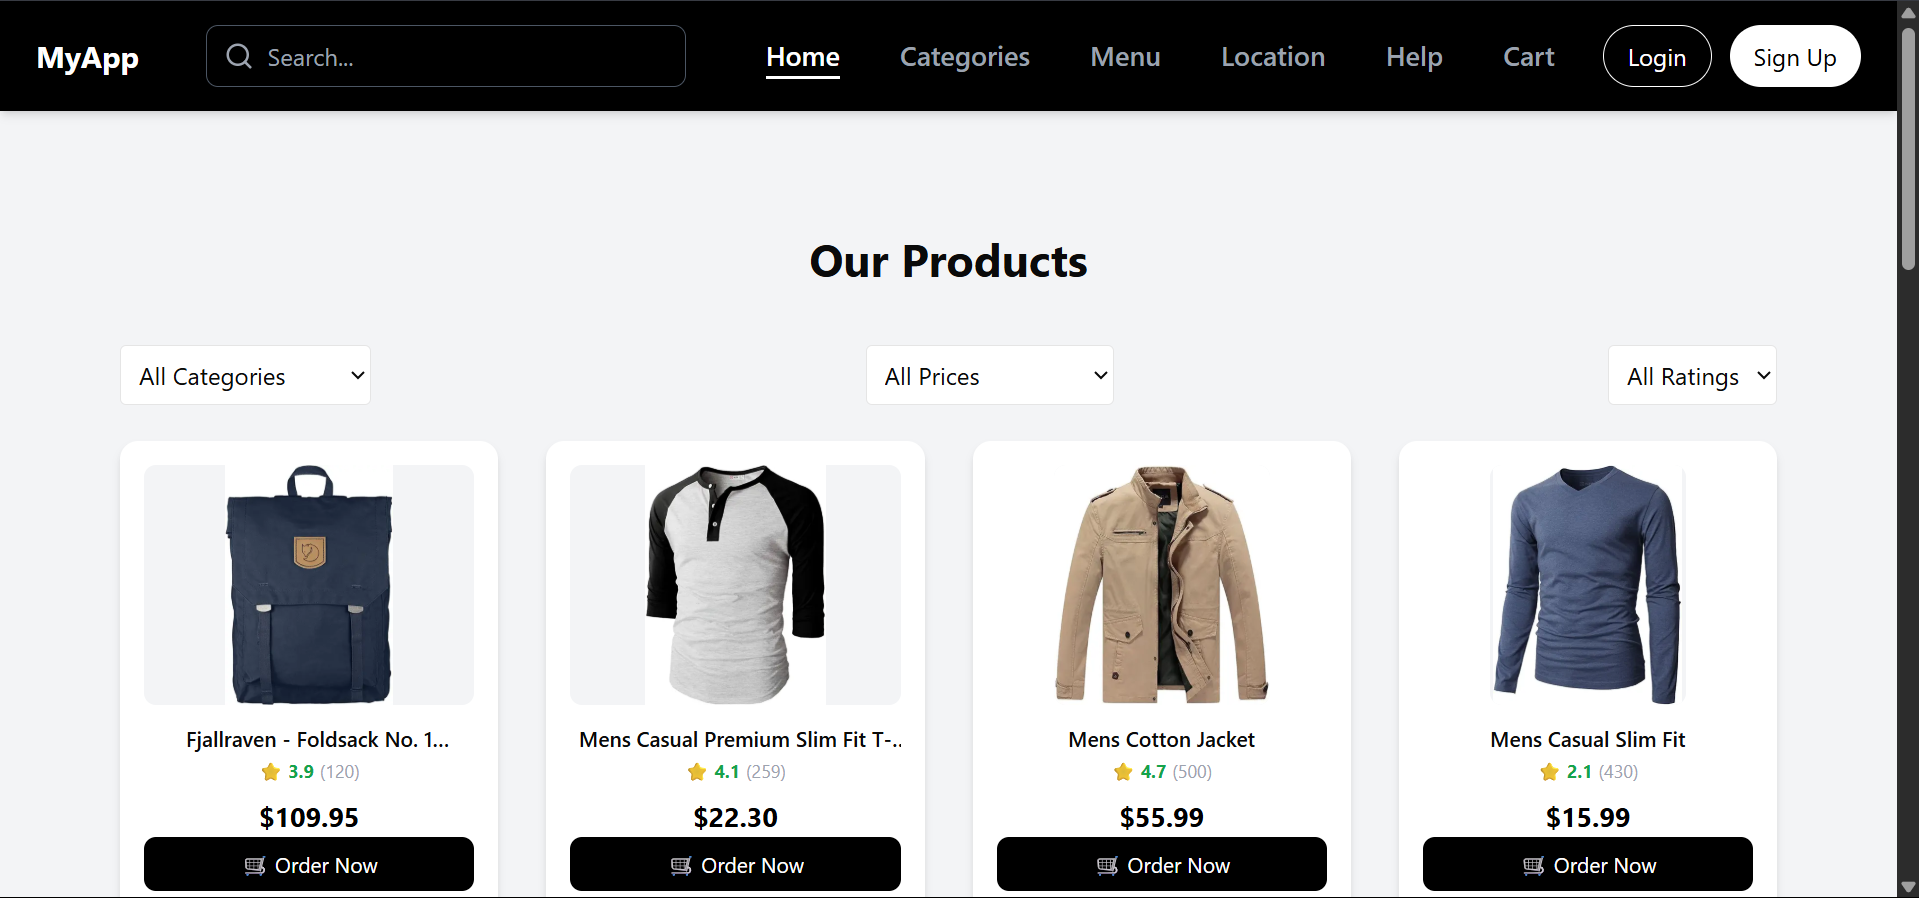 MyApp Search... Home Categories Menu Location Help Cart Login Sign Up
Our Products
All Categories All Prices All Ratings
Fjallraven - Foldsack No. 1... Mens Casual Premium Slim Fit T-.. Mens Cotton Jacket Mens Casual Slim Fit
3.9 (120) 4.1 (259) 4.7 (500) 2.1 (430)
$109.95 $22.30 $55.99 $15.99
Order Now Order Now Order Now Order Now